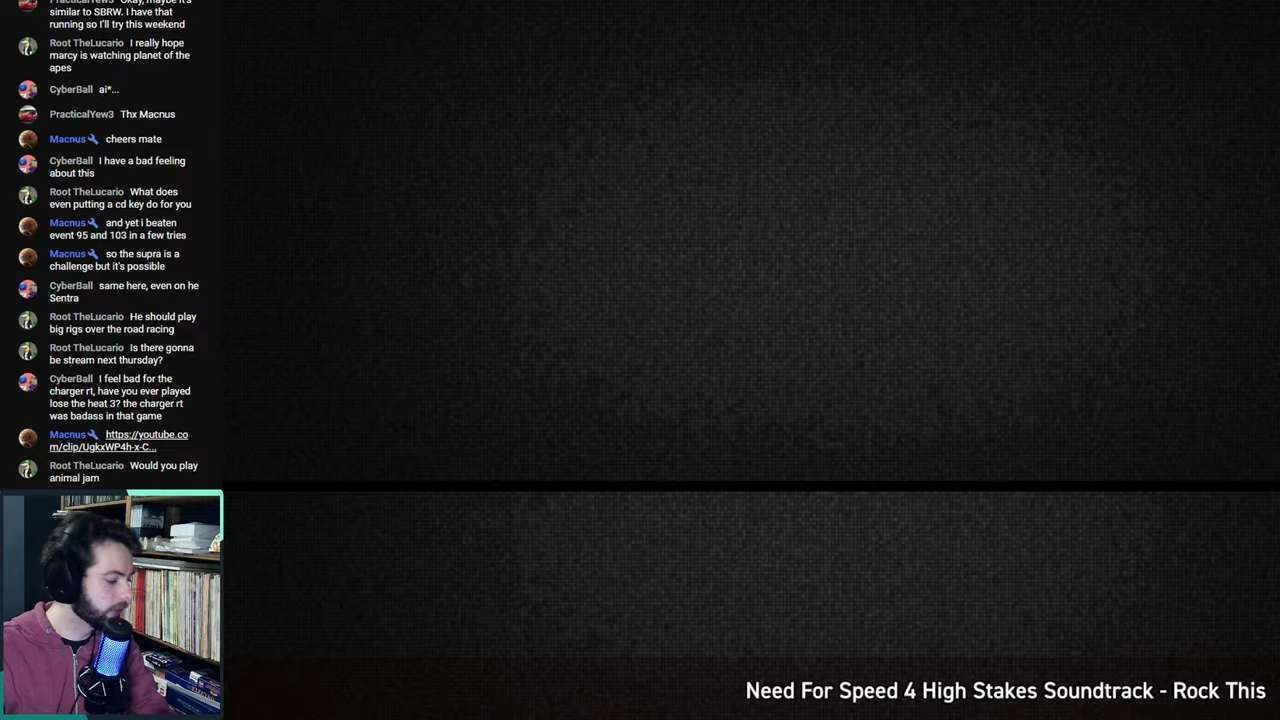 PracticalYew3 Okay, maybe it's
similar to SBRW. I have that
running so I'll try this weekend
Root TheLucario I really hope
marcy is watching planet of the
apes
CyberBall ai*...
PracticalYew3 Thx Macnus
Macnus cheers mate
CyberBall I have a bad feeling
about this
Root TheLucario What does
even putting a cd key do for you
Macnus and yet i beaten
event 95 and 103 in a few tries
Macnus so the supra is a
challenge but it's possible
CyberBall same here, even on he
Sentra
Root TheLucario He should play
big rigs over the road racing
Root TheLucario Is there gonna
be stream next thursday?
CyberBall I feel bad for the
charger rt, have you ever played
lose the heat 3? the charger rt
was badass in that game
Macnus https://youtube.co
m/clip/UgkxWP4h-x-C...
Root TheLucario Would you play
animal jam
Need For Speed 4 High Stakes Soundtrack - Rock This